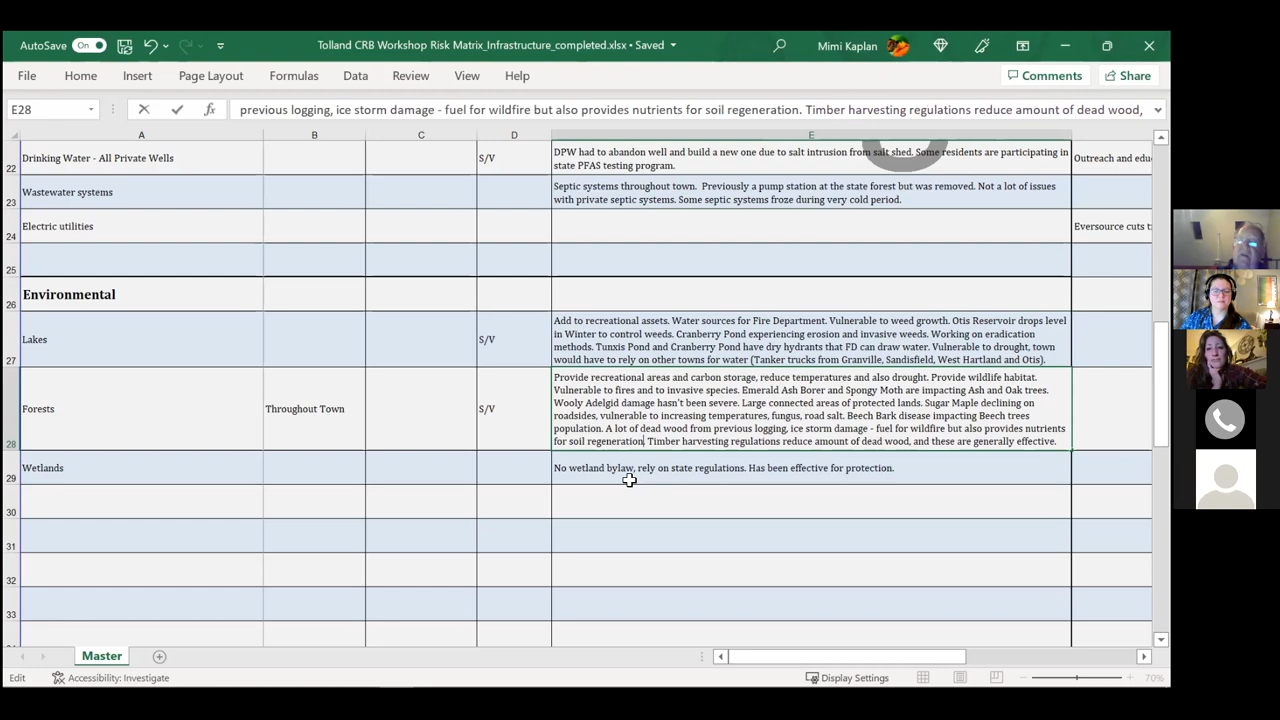 AutoSave On
Tolland CRB Workshop Risk Matrix_Infrastructure_completed.xlsx • Saved
Mimi Kaplan
File Home Insert Page Layout Formulas Data Review View Help Comments Share
E28 fx previous logging, ice storm damage - fuel for wildfire but also provides nutrients for soil regeneration. Timber harvesting regulations reduce amount of dead wood,
A B C D E
22 Drinking Water - All Private Wells S/V DPW had to abandon well and build a new one due to salt intrusion from salt shed. Some residents are participating in Outreach and educ
state PFAS testing program.
23 Wastewater systems Septic systems throughout town. Previously a pump station at the state forest but was removed. Not a lot of issues
with private septic systems. Some septic systems froze during very cold period.
24 Electric utilities Eversource cuts t
25
26 Environmental
27 Lakes S/V Add to recreational assets. Water sources for Fire Department. Vulnerable to weed growth. Otis Reservoir drops level
in Winter to control weeds. Cranberry Pond experiencing erosion and invasive weeds. Working on eradication
methods. Tunxis Pond and Cranberry Pond have dry hydrants that FD can draw water. Vulnerable to drought, town
would have to rely on other towns for water (Tanker trucks from Granville, Sandisfield, West Hartland and Otis).
28 Forests Throughout Town S/V Provide recreational areas and carbon storage, reduce temperatures and also drought. Provide wildlife habitat.
Vulnerable to fires and to invasive species. Emerald Ash Borer and Spongy Moth are impacting Ash and Oak trees.
Wooly Adelgid damage hasn't been severe. Large connected areas of protected lands. Sugar Maple declining on
roadsides, vulnerable to increasing temperatures, fungus, road salt. Beech Bark disease impacting Beech trees
population. A lot of dead wood from previous logging, ice storm damage - fuel for wildfire but also provides nutrients
for soil regeneration. Timber harvesting regulations reduce amount of dead wood, and these are generally effective.
29 Wetlands No wetland bylaw, rely on state regulations. Has been effective for protection.
30
31
32
33
Master
Edit Accessibility: Investigate Display Settings 70%